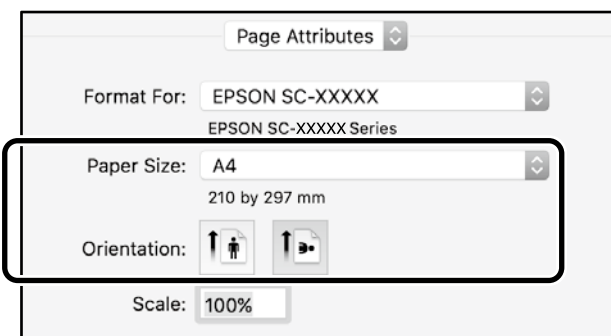 Page Attributes
Format For: EPSON SC-XXXXX
EPSON SC-XXXXX Series
Paper Size: A4
210 by 297 mm
Orientation:
Scale: 100%